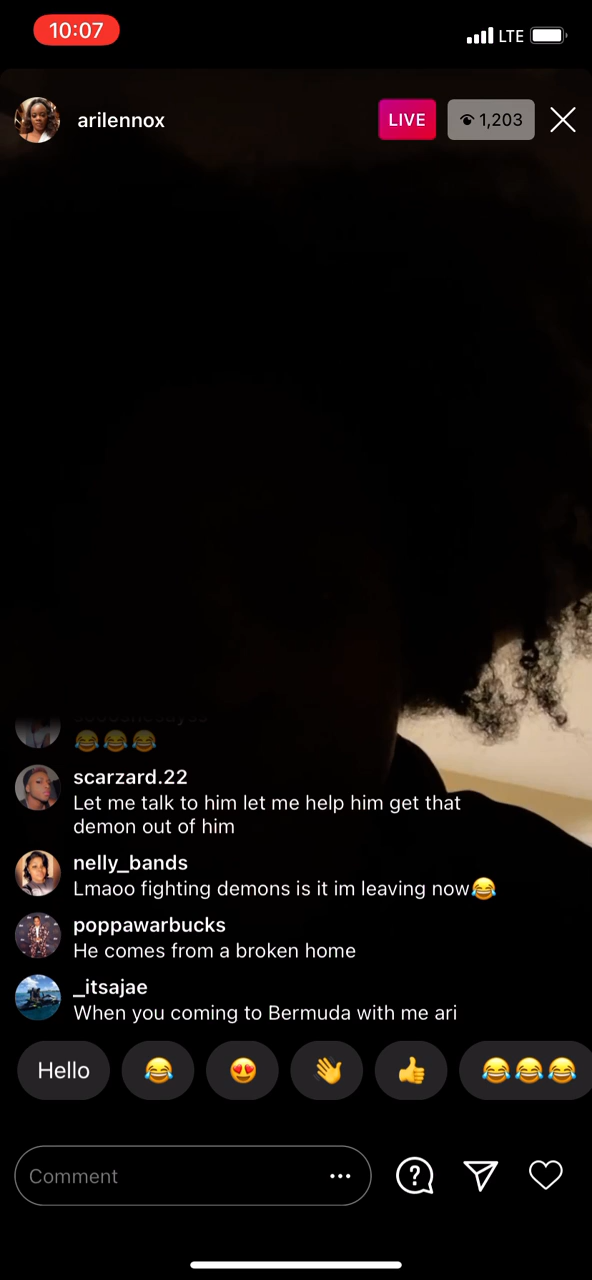 10:07
LTE
arilennox
LIVE
1,203
😂😂😂
scarzard.22
Let me talk to him let me help him get that
demon out of him
nelly_bands
Lmaoo fighting demons is it im leaving now😂
poppawarbucks
He comes from a broken home
_itsajae
When you coming to Bermuda with me ari
Hello 😂 😍 👋 👍 😂😂😂
Comment